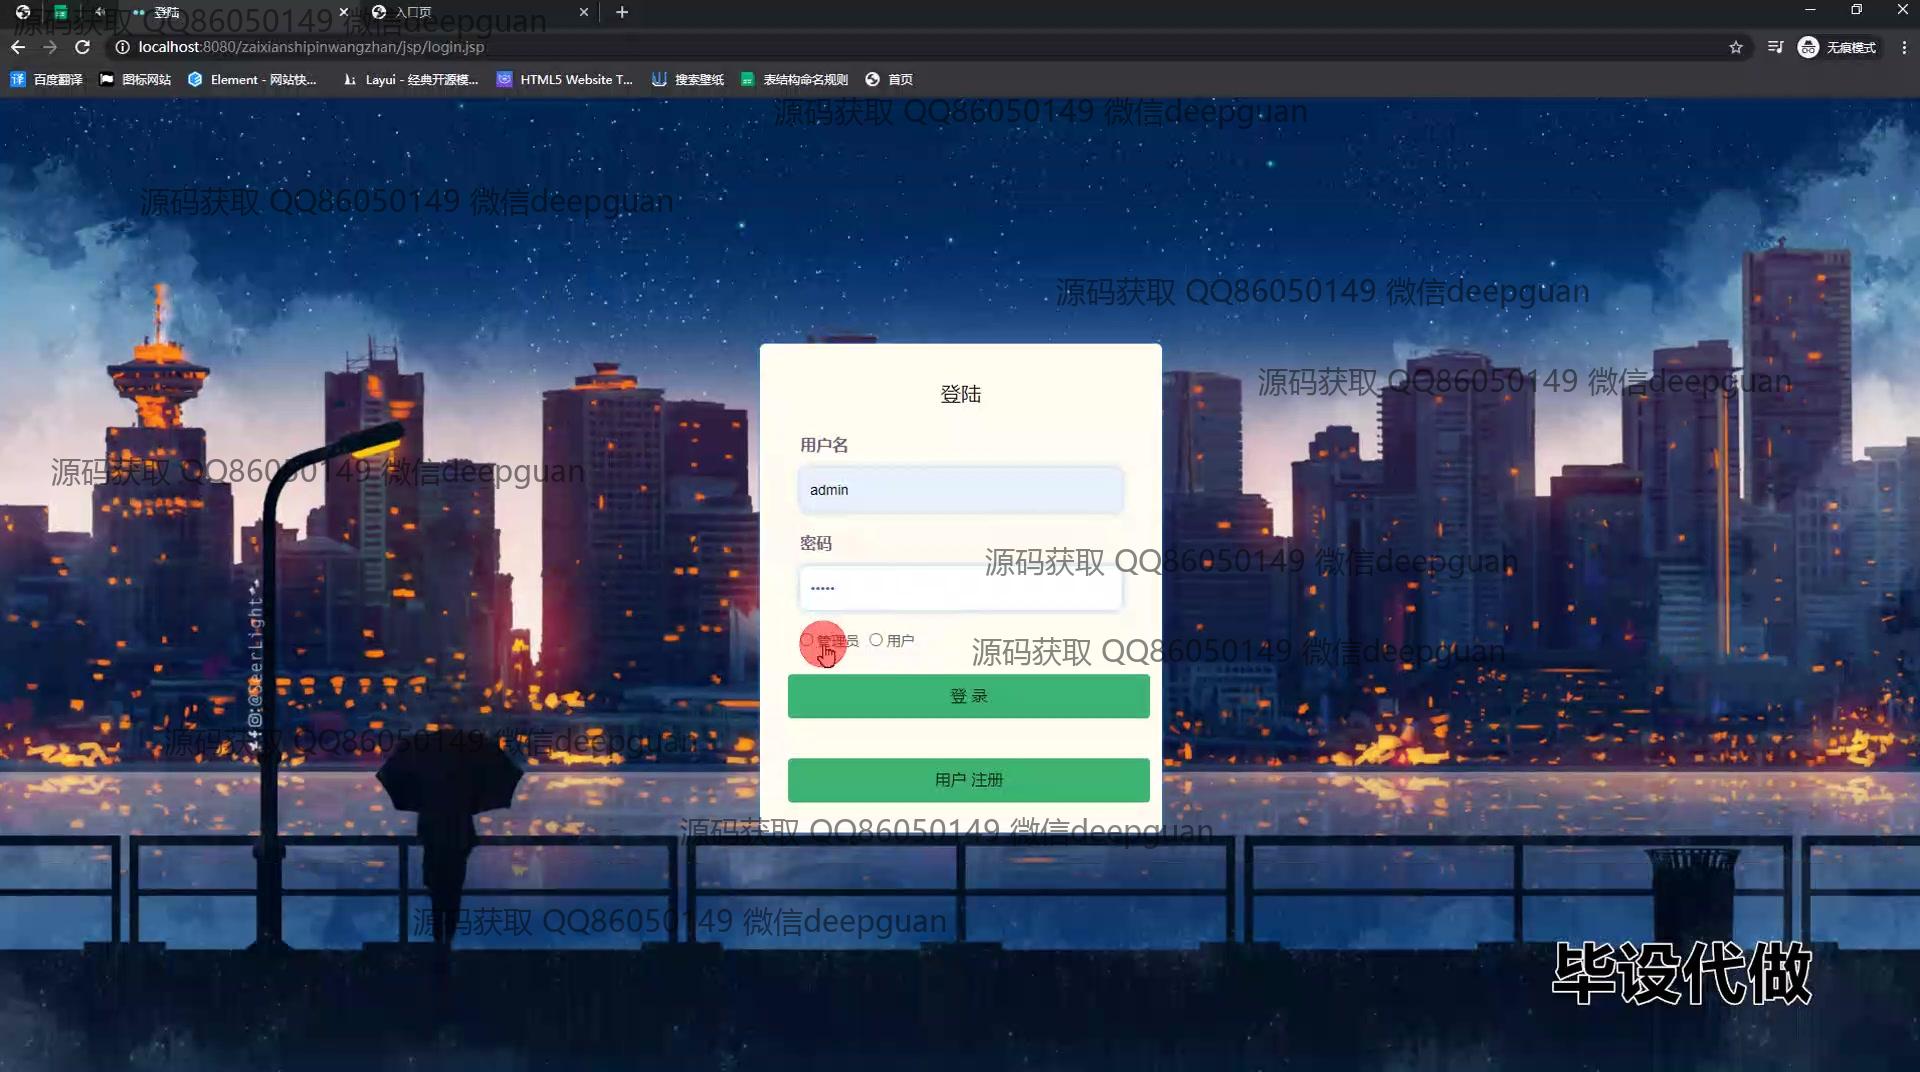 登陆
入口页
源码获取 QQ86050149 微信deepguan
localhost:8080/zaixianshipinwangzhan/jsp/login.jsp
无痕模式
百度翻译
图标网站
Element - 网站快...
Layui - 经典开源模...
HTML5 Website T...
搜索壁纸
表结构命名规则
首页
源码获取 QQ86050149 微信deepguan
源码获取 QQ86050149 微信deepguan
源码获取 QQ86050149 微信deepguan
源码获取 QQ86050149 微信deepguan
登陆
用户名
源码获取 QQ86050149 微信deepguan
admin
密码
源码获取 QQ86050149 微信deepguan
•••••
管理员 用户
源码获取 QQ86050149 微信deepguan
登 录
源码获取 QQ86050149 微信deepguan
用户 注册
源码获取 QQ86050149 微信deepguan
源码获取 QQ86050149 微信deepguan
毕设代做